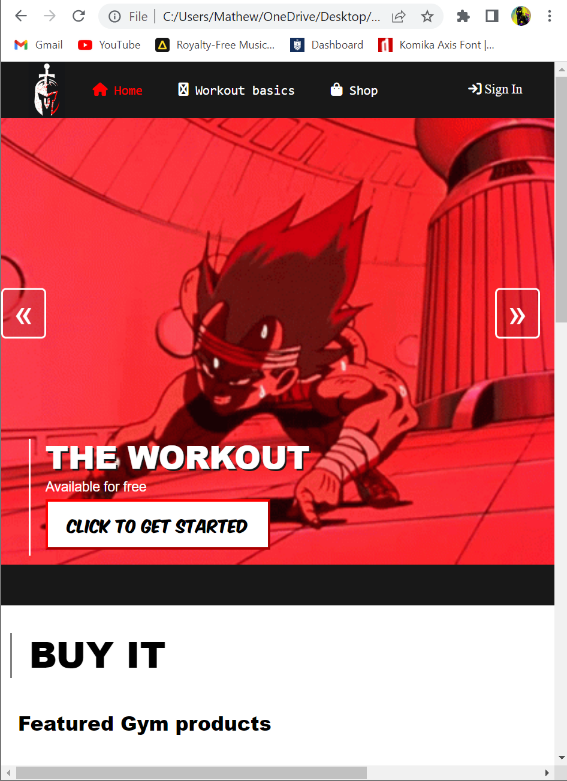 File | C:/Users/Mathew/OneDrive/Desktop/...
Gmail YouTube Royalty-Free Music... Dashboard Komika Axis Font |...
Home Workout basics Shop Sign In
« »
THE WORKOUT
Available for free
CLICK TO GET STARTED
BUY IT
Featured Gym products